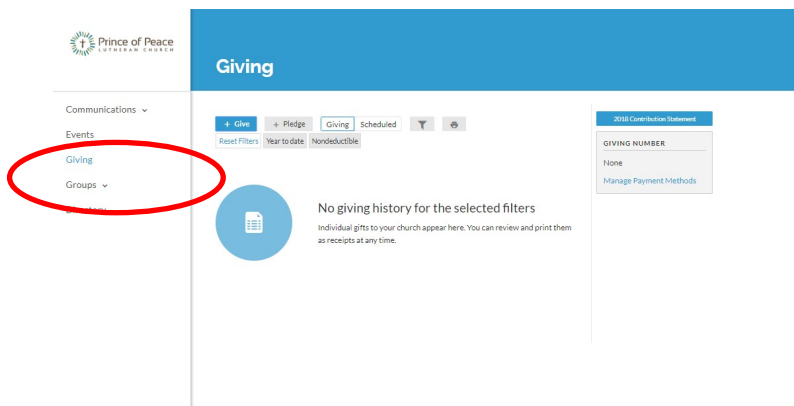 Prince of Peace
LUTHERAN CHURCH
Giving
Communications
Events
Giving
Groups
Directory
+ Give + Pledge Giving Scheduled
Reset Filters Year to date Nondeductible
No giving history for the selected filters
Individual gifts to your church appear here. You can review and print them
as receipts at any time.
2018 Contribution Statement
GIVING NUMBER
None
Manage Payment Methods